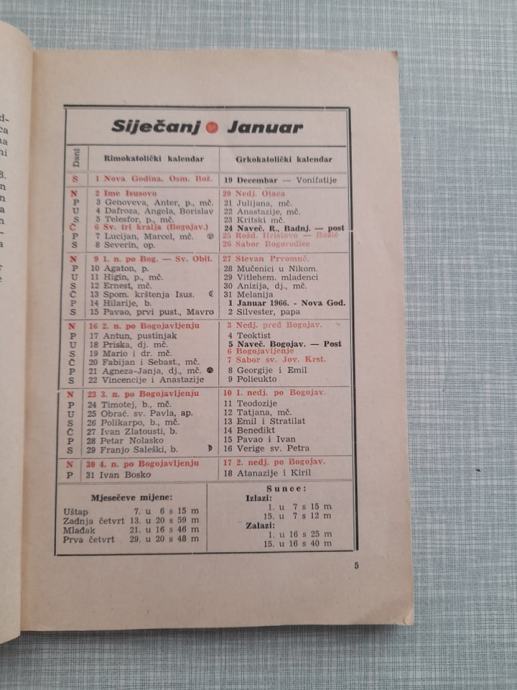 d-
ca
na
ni
Siječanj Januar
Dani
Rimokatolički kalendar
Grkokatolički kalendar
S 1 Nova Godina. Osm. Bož. 19 Decembar — Vonifatije
N 2 Ime Isusovo 20 Nedj. Otaca
P 3 Genoveva, Anter, p., mč. 21 Julijana, mč.
U 4 Dafroza, Angela, Borislav 22 Anastazije, mč.
S 5 Telesfor, p., mč. 23 Kritski mč.
Č 6 Sv. tri kralja (Bogojav.) 24 Naveč. R., Badnj. — post
P 7 Lucijan, Marcel, mč. 25 Rođ. Hristovo — Božić
S 8 Severin, op. 26 Sabor Bogorodice
N 9 1. n. po Bog. — Sv. Obit. 27 Stevan Prvomuč.
P 10 Agaton, p. 28 Mučenici u Nikom.
U 11 Higin, p., mč. 29 Vitlehem. mladenci
S 12 Ernest, mč. 30 Anizija, dj., mč.
Č 13 Spom. krštenja Isus. 31 Melanija
P 14 Hilarije, b. 1 Januar 1966. - Nova God.
S 15 Pavao, prvi pust., Mavro 2 Silvester, papa
N 16 2. n. po Bogojavljenju 3 Nedj. pred Bogojav.
P 17 Antun, pustinjak 4 Teoktist
U 18 Priska, dj. mč. 5 Naveč. Bogojav. — Post
S 19 Mario i dr. mč. 6 Bogojavljenje
Č 20 Fabijan i Sebast., mč. 7 Sabor sv. Jov. Krst.
P 21 Agneza-Janja, dj., mč. 8 Georgije i Emil
S 22 Vincencije i Anastazije 9 Polieukto
N 23 3. n. po Bogojavljenju 10 1. nedj. po Bogojav.
P 24 Timotej, b., mč. 11 Teodozije
U 25 Obrać. sv. Pavla, ap. 12 Tatjana, mč.
S 26 Polikarpo, b., mč. 13 Emil i Stratilat
Č 27 Ivan Zlatousti, b. 14 Benedikt
P 28 Petar Nolasko 15 Pavao i Ivan
S 29 Franjo Saleški, b. 16 Verige sv. Petra
N 30 4. n. po Bogojavljenju 17 2. nedj. po Bogojav.
P 31 Ivan Bosko 18 Atanazije i Kiril
Mjesečeve mijene:
Uštap 7. u 6 s 15 m
Zadnja četvrt 13. u 20 s 59 m
Mlađak 21. u 16 s 46 m
Prva četvrt 29. u 20 s 48 m
Sunce:
Izlazi:
1. u 7 s 15 m
15. u 7 s 12 m
Zalazi:
1. u 16 s 25 m
15. u 16 s 40 m
5